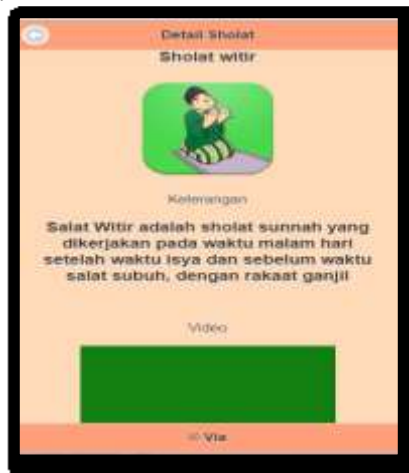 Detail Sholat
Sholat witir
Keterangan
Salat Witir adalah sholat sunnah yang
dikerjakan pada waktu malam hari
setelah waktu isya dan sebelum waktu
salat subuh, dengan rakaat ganjil
Video
© Via